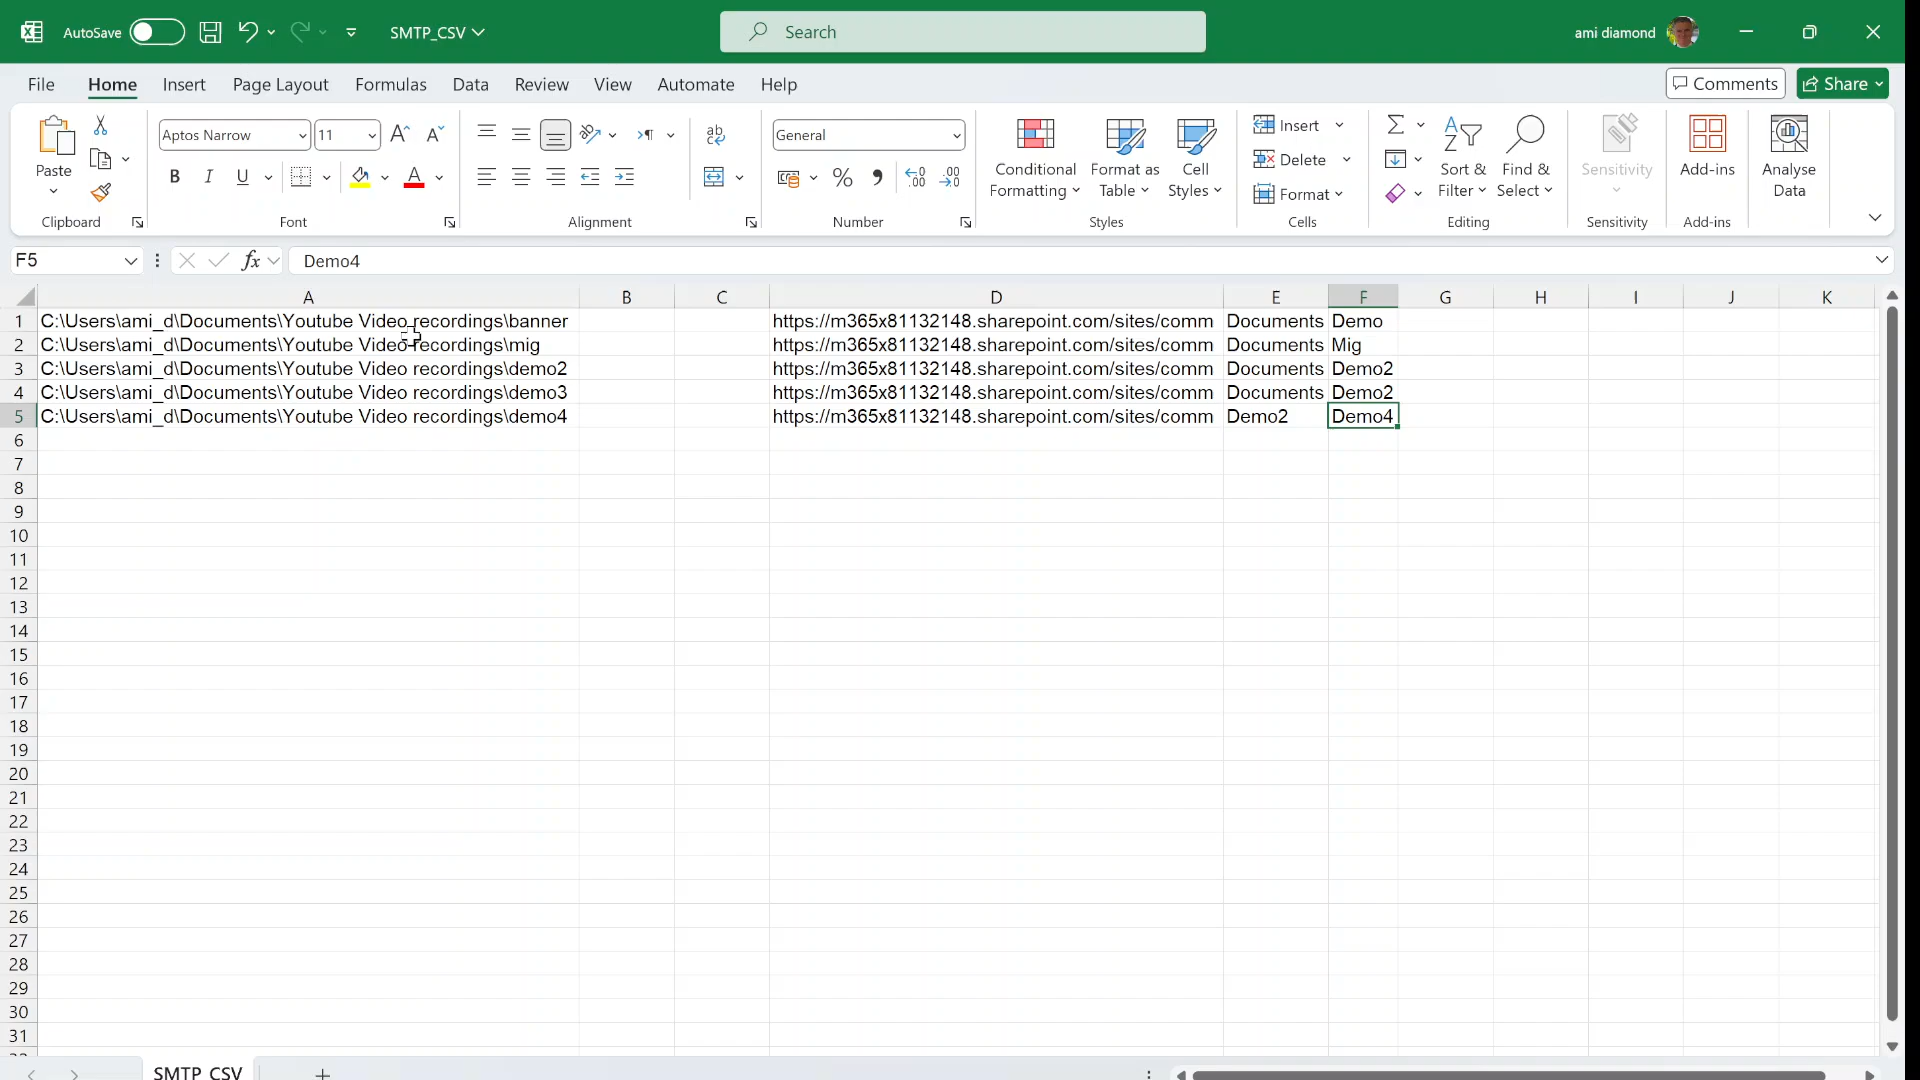 AutoSave
SMTP_CSV
Search
ami diamond
File Home Insert Page Layout Formulas Data Review View Automate Help
Comments
Share
Paste
Clipboard
Aptos Narrow 11
B I U
Font
Alignment
General
Number
Conditional Formatting
Format as Table
Cell Styles
Styles
Insert
Delete
Format
Cells
Sort & Filter
Find & Select
Editing
Sensitivity
Sensitivity
Add-ins
Add-ins
Analyse Data
F5 fx Demo4
A B C D E F G H I J K
1 C:\Users\ami_d\Documents\Youtube Video recordings\banner https://m365x81132148.sharepoint.com/sites/comm Documents Demo
2 C:\Users\ami_d\Documents\Youtube Video recordings\mig https://m365x81132148.sharepoint.com/sites/comm Documents Mig
3 C:\Users\ami_d\Documents\Youtube Video recordings\demo2 https://m365x81132148.sharepoint.com/sites/comm Documents Demo2
4 C:\Users\ami_d\Documents\Youtube Video recordings\demo3 https://m365x81132148.sharepoint.com/sites/comm Documents Demo2
5 C:\Users\ami_d\Documents\Youtube Video recordings\demo4 https://m365x81132148.sharepoint.com/sites/comm Demo2 Demo4
6
7
8
9
10
11
12
13
14
15
16
17
18
19
20
21
22
23
24
25
26
27
28
29
30
31
SMTP_CSV